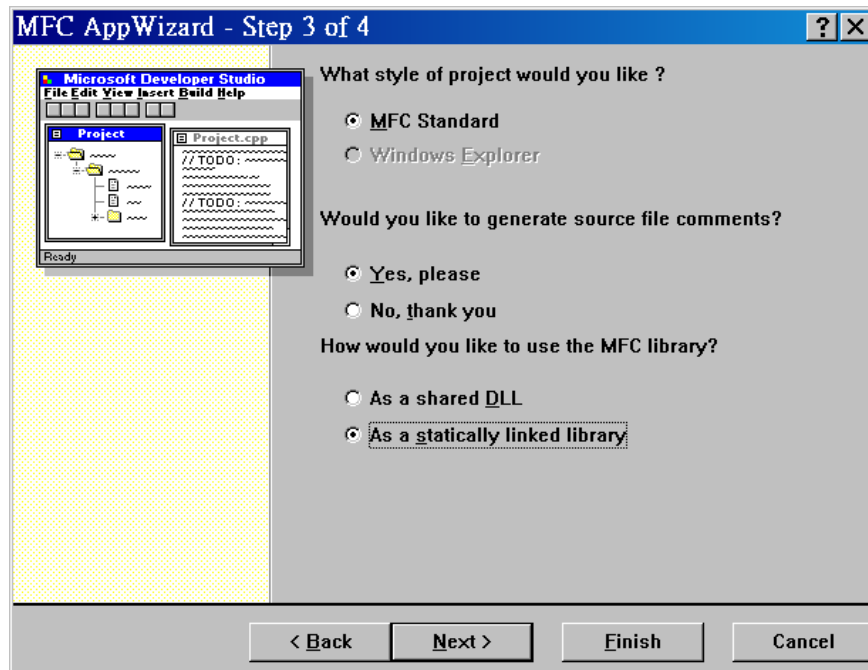 MFC AppWizard - Step 3 of 4
Microsoft Developer Studio
File Edit View Insert Build Help
Project
Project.cpp
// TODO:
// TODO:
Ready
What style of project would you like ?
MFC Standard
Windows Explorer
Would you like to generate source file comments?
Yes, please
No, thank you
How would you like to use the MFC library?
As a shared DLL
As a statically linked library
< Back
Next >
Finish
Cancel